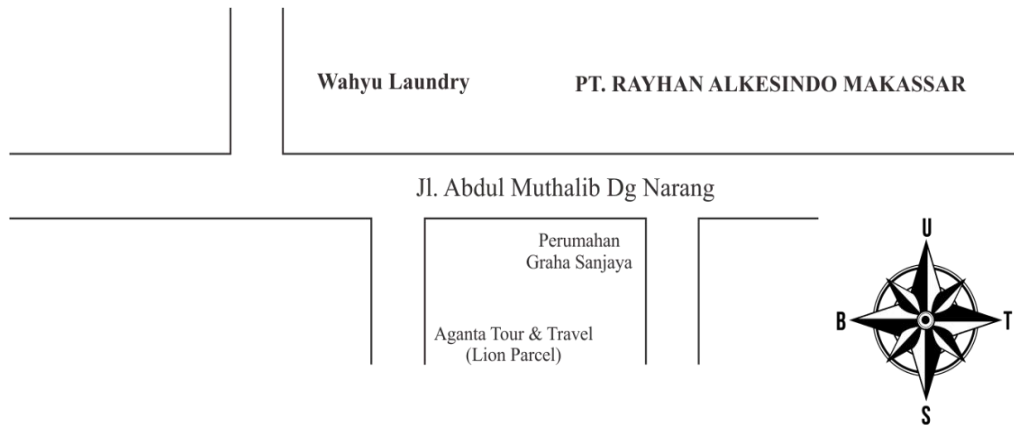 Wahyu Laundry
PT. RAYHAN ALKESINDO MAKASSAR
Jl. Abdul Muthalib Dg Narang
Perumahan
Graha Sanjaya
Aganta Tour & Travel
(Lion Parcel)
U
B
T
S